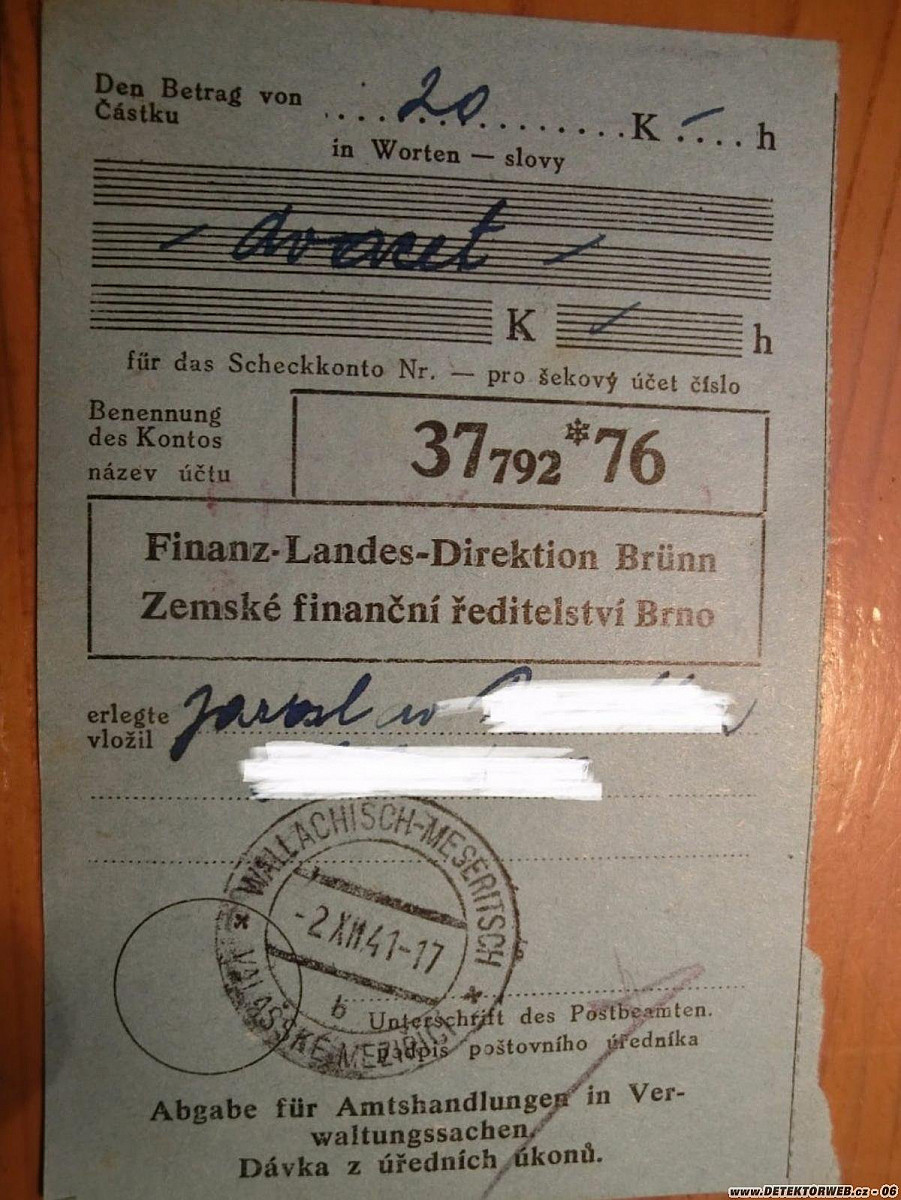 Den Betrag von
Částku
20 K — h
in Worten — slovy
— dvacet —
K — h
für das Scheckkonto Nr. — pro šekový účet číslo
Benennung
des Kontos
název účtu
37792*76
Finanz-Landes-Direktion Brünn
Zemské finanční ředitelství Brno
erlegte
vložil
Jaroslav
WALLACHISCH-MESERITSCH
-2.XII.41-17
b
VALAŠSKÉ MEZIŘÍČÍ
Unterschrift des Postbeamten.
Podpis poštovního úředníka
Abgabe für Amtshandlungen in Ver-
waltungssachen.
Dávka z úředních úkonů.
www.DETEKTORWEB.cz - 06